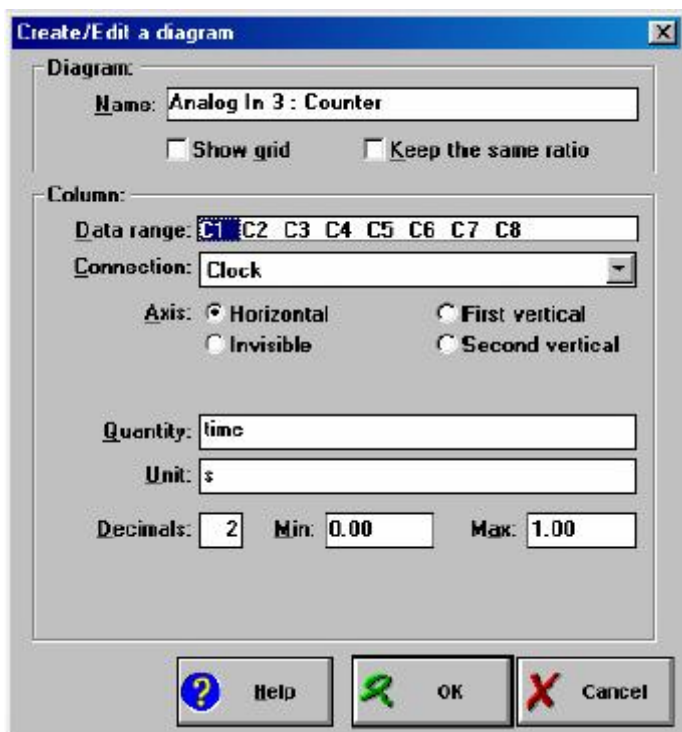 Create/Edit a diagram
Diagram:
Name: Analog In 3 : Counter
Show grid Keep the same ratio
Column:
Data range: C1 C2 C3 C4 C5 C6 C7 C8
Connection: Clock
Axis: Horizontal First vertical
Invisible Second vertical
Quantity: time
Unit: s
Decimals: 2 Min: 0.00 Max: 1.00
Help OK Cancel